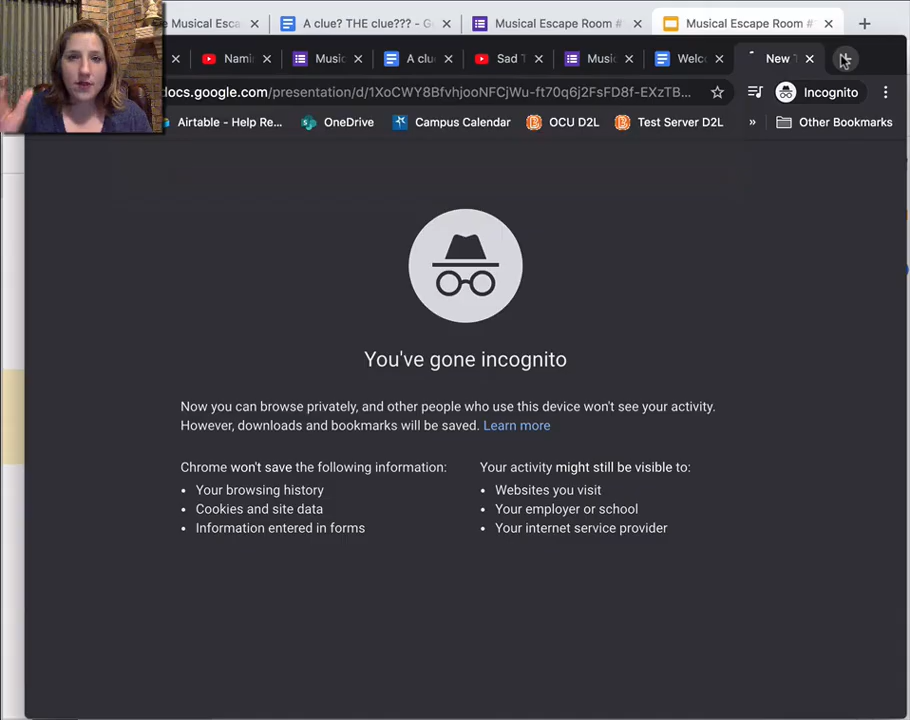 Musical Esca
A clue? THE clue??? - G
Musical Escape Room #
Musical Escape Room #
Nami
Music
A clu
Sad T
Music
Welc
New T
docs.google.com/presentation/d/1XoCWY8BfvhjooNFCjWu-ft70q6j2FsFD8f-EXzTB...
Incognito
Airtable - Help Re...
OneDrive
Campus Calendar
OCU D2L
Test Server D2L
»
Other Bookmarks
You've gone incognito
Now you can browse privately, and other people who use this device won't see your activity.
However, downloads and bookmarks will be saved. Learn more
Chrome won't save the following information:
• Your browsing history
• Cookies and site data
• Information entered in forms
Your activity might still be visible to:
• Websites you visit
• Your employer or school
• Your internet service provider